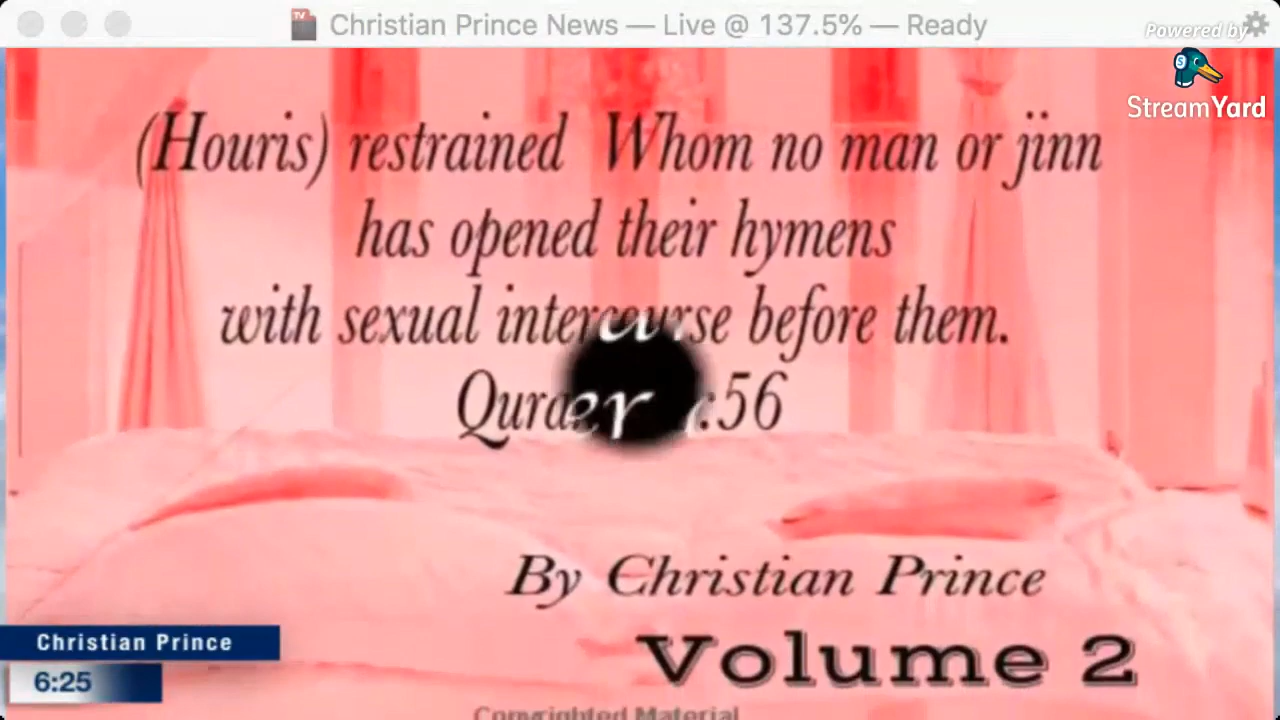 Christian Prince News — Live @ 137.5% — Ready
Powered by
StreamYard
(Houris) restrained Whom no man or jinn
has opened their hymens
with sexual intercourse before them.
:56
By Christian Prince
Volume 2
Christian Prince
6:25
Copyrighted Material